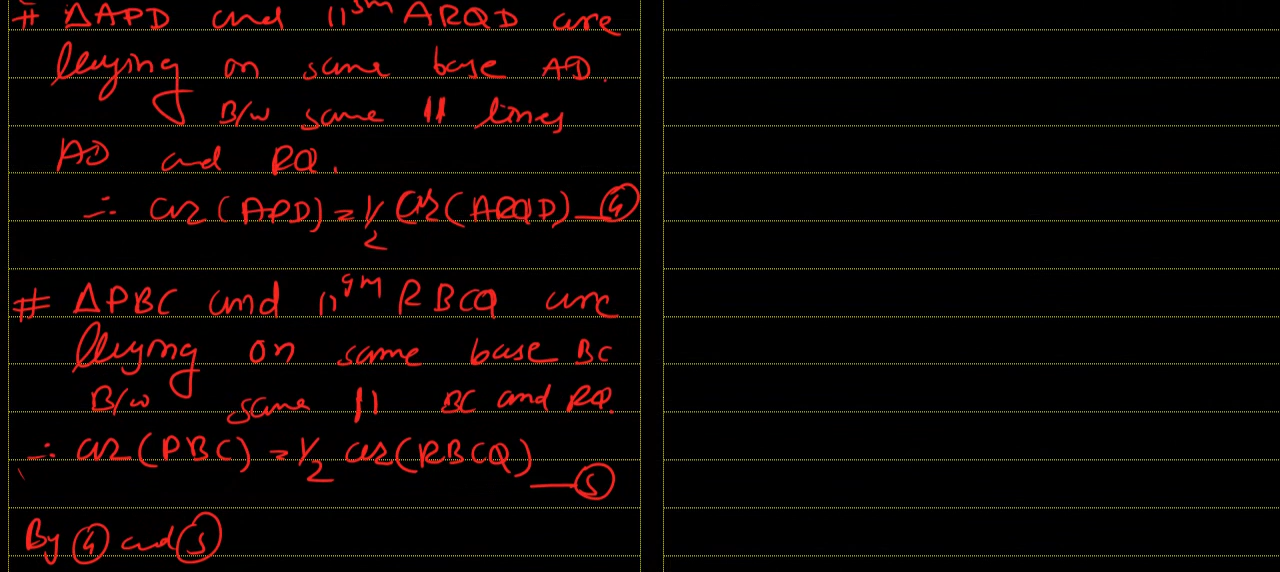 # ΔAPD and ||gm ARQD are
leying on same base AD.
B/w same || lines
AD and RQ.
∴ ar(APD) = 1/2 ar(ARQD) — ④
# ΔPBC and ||gm RBCQ are
leying on same base BC
B/w same || BC and RQ.
∴ ar(PBC) = 1/2 ar(RBCQ)
— ⑤
By ④ and ⑤